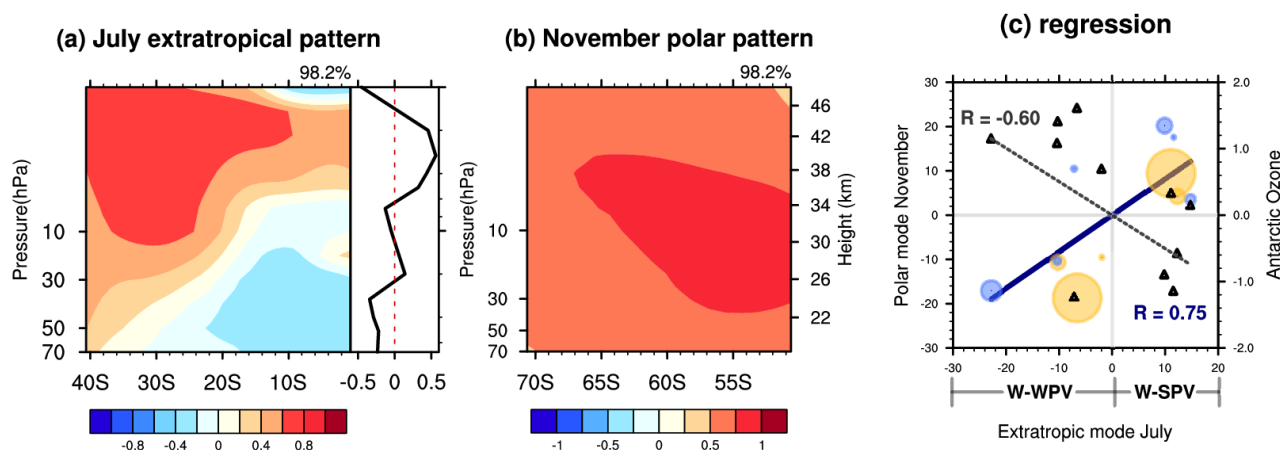 (a) July extratropical pattern
98.2%
Pressure(hPa)
10
30
50
70
40S 30S 20S 10S
-0.5 0 0.5
-0.8 -0.4 0 0.4 0.8
(b) November polar pattern
98.2%
Pressure(hPa)
10
30
50
70
46
42
38
34
30
26
22
Height (km)
70S 65S 60S 55S
-1 -0.5 0 0.5 1
(c) regression
Polar mode November
30
20
10
0
-10
-20
-30
R = -0.60
R = 0.75
2.0
1.0
0.0
-1.0
-2.0
Antarctic Ozone
-30 -20 -10 0 10 20
W-WPV W-SPV
Extratropic mode July